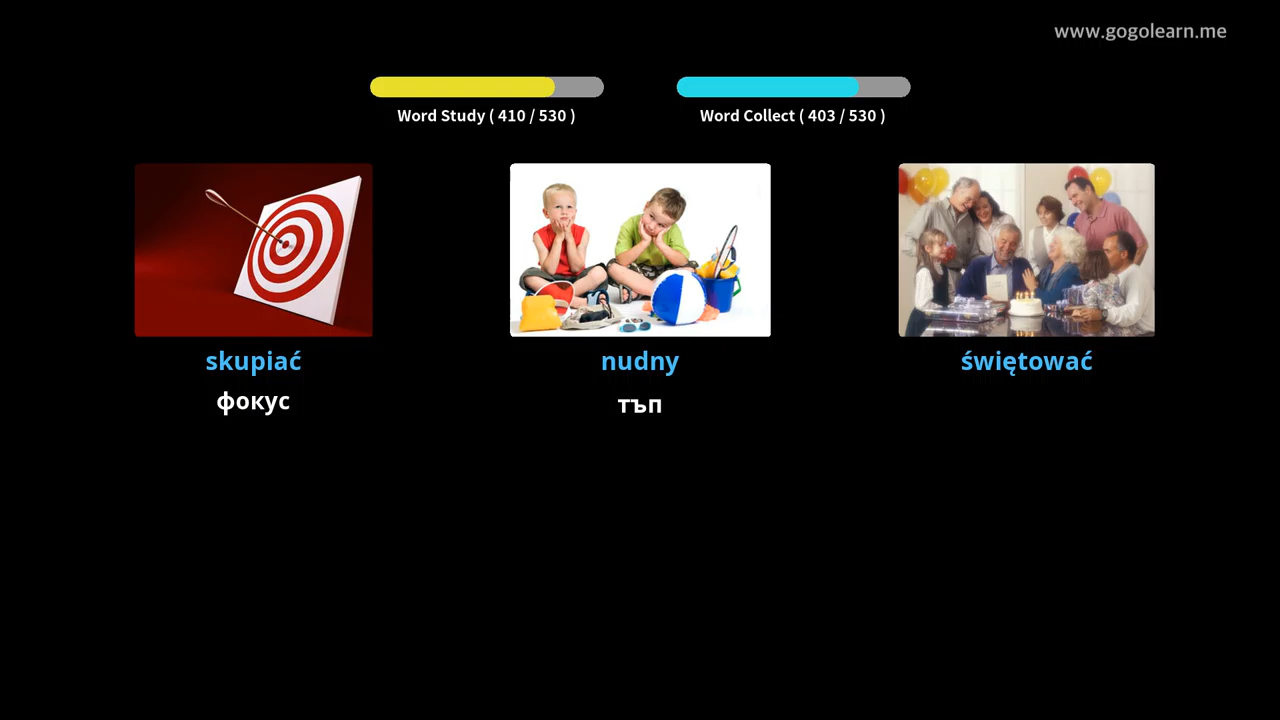 www.gogolearn.me
Word Study ( 410 / 530 )
Word Collect ( 403 / 530 )
skupiać
nudny
świętować
фокус
тъп